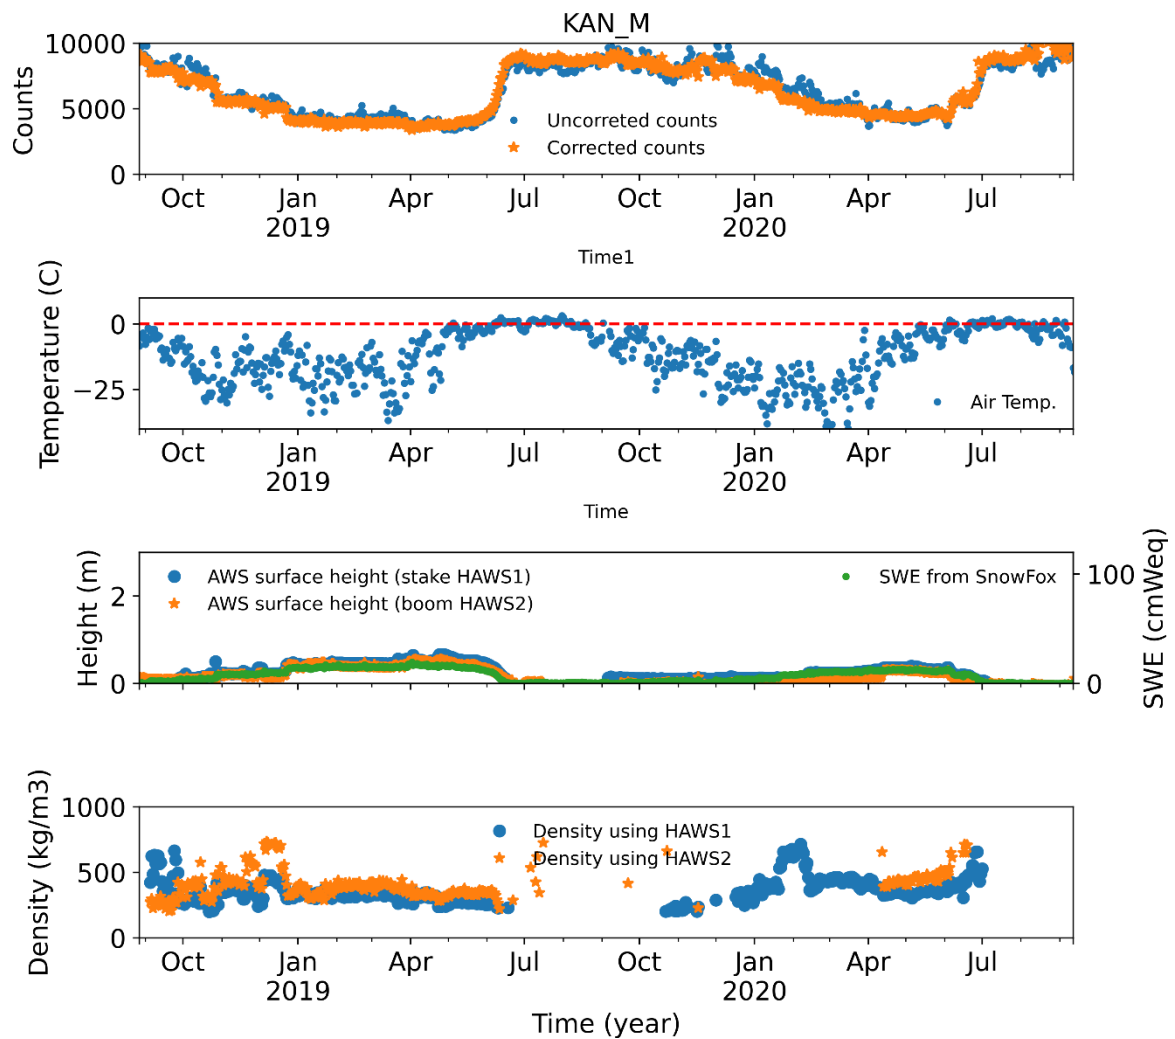 KAN_M
Counts
10000
5000
0
Uncorreted counts
Corrected counts
Oct Jan Apr Jul Oct Jan Apr Jul
2019 2020
Time1
Temperature (C)
0
−25
Air Temp.
Oct Jan Apr Jul Oct Jan Apr Jul
2019 2020
Time
Height (m)
2
0
AWS surface height (stake HAWS1)
AWS surface height (boom HAWS2)
SWE from SnowFox
100
0
SWE (cmWeq)
Density (kg/m3)
1000
500
0
Density using HAWS1
Density using HAWS2
Oct Jan Apr Jul Oct Jan Apr Jul
2019 2020
Time (year)